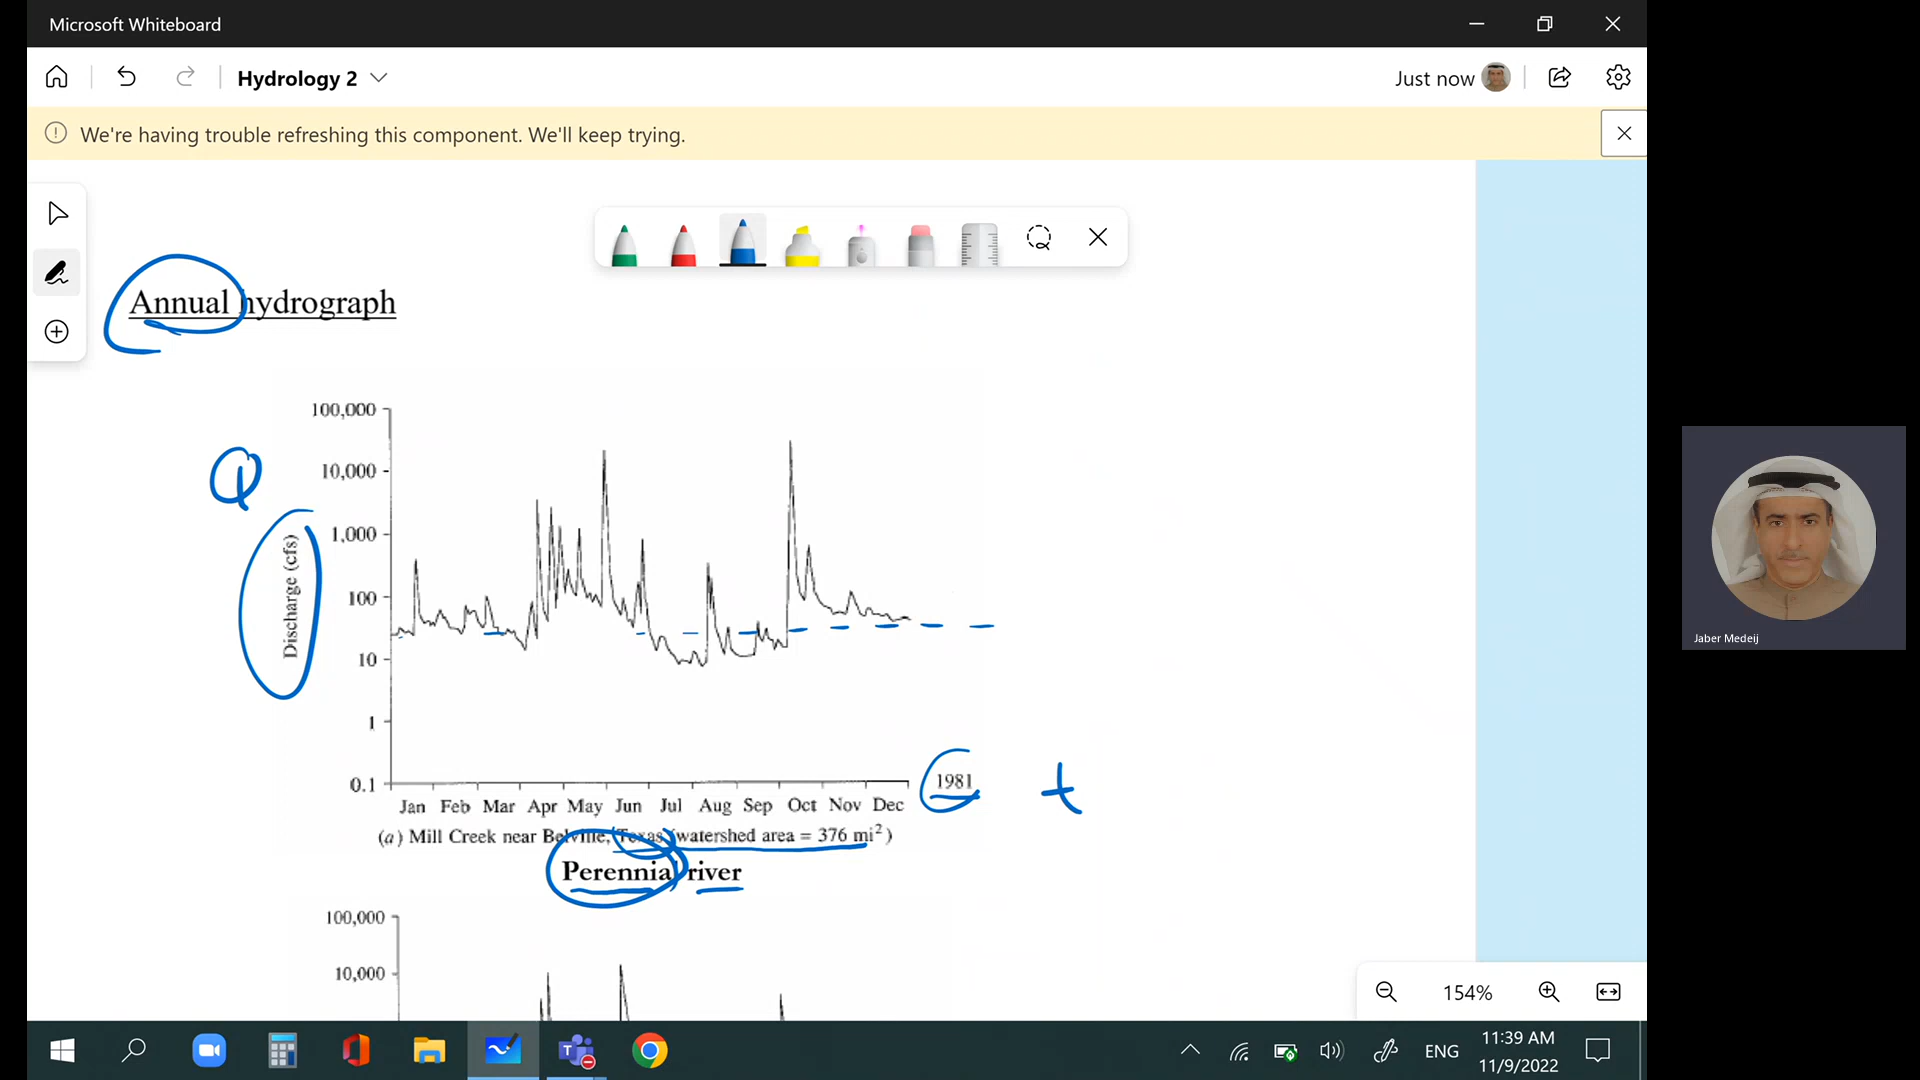 Microsoft Whiteboard
Hydrology 2
Just now
We're having trouble refreshing this component. We'll keep trying.
Annual hydrograph
Q
Discharge (cfs)
100,000
10,000
1,000
100
10
1
0.1
Jan Feb Mar Apr May Jun Jul Aug Sep Oct Nov Dec
1981
t
(a) Mill Creek near Belville, Texas (watershed area = 376 mi²)
Perennial river
100,000
10,000
Jaber Medeij
154%
ENG
11:39 AM
11/9/2022